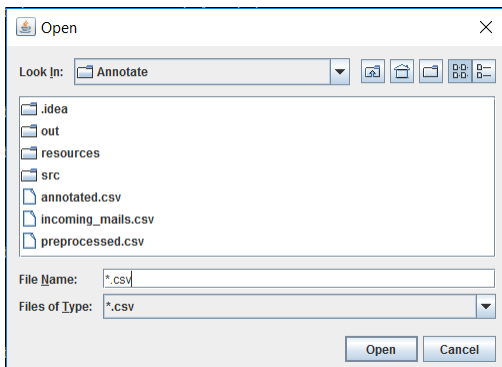 Open
Look In: Annotate
.idea
out
resources
src
annotated.csv
incoming_mails.csv
preprocessed.csv
File Name: *.csv
Files of Type: *.csv
Open Cancel